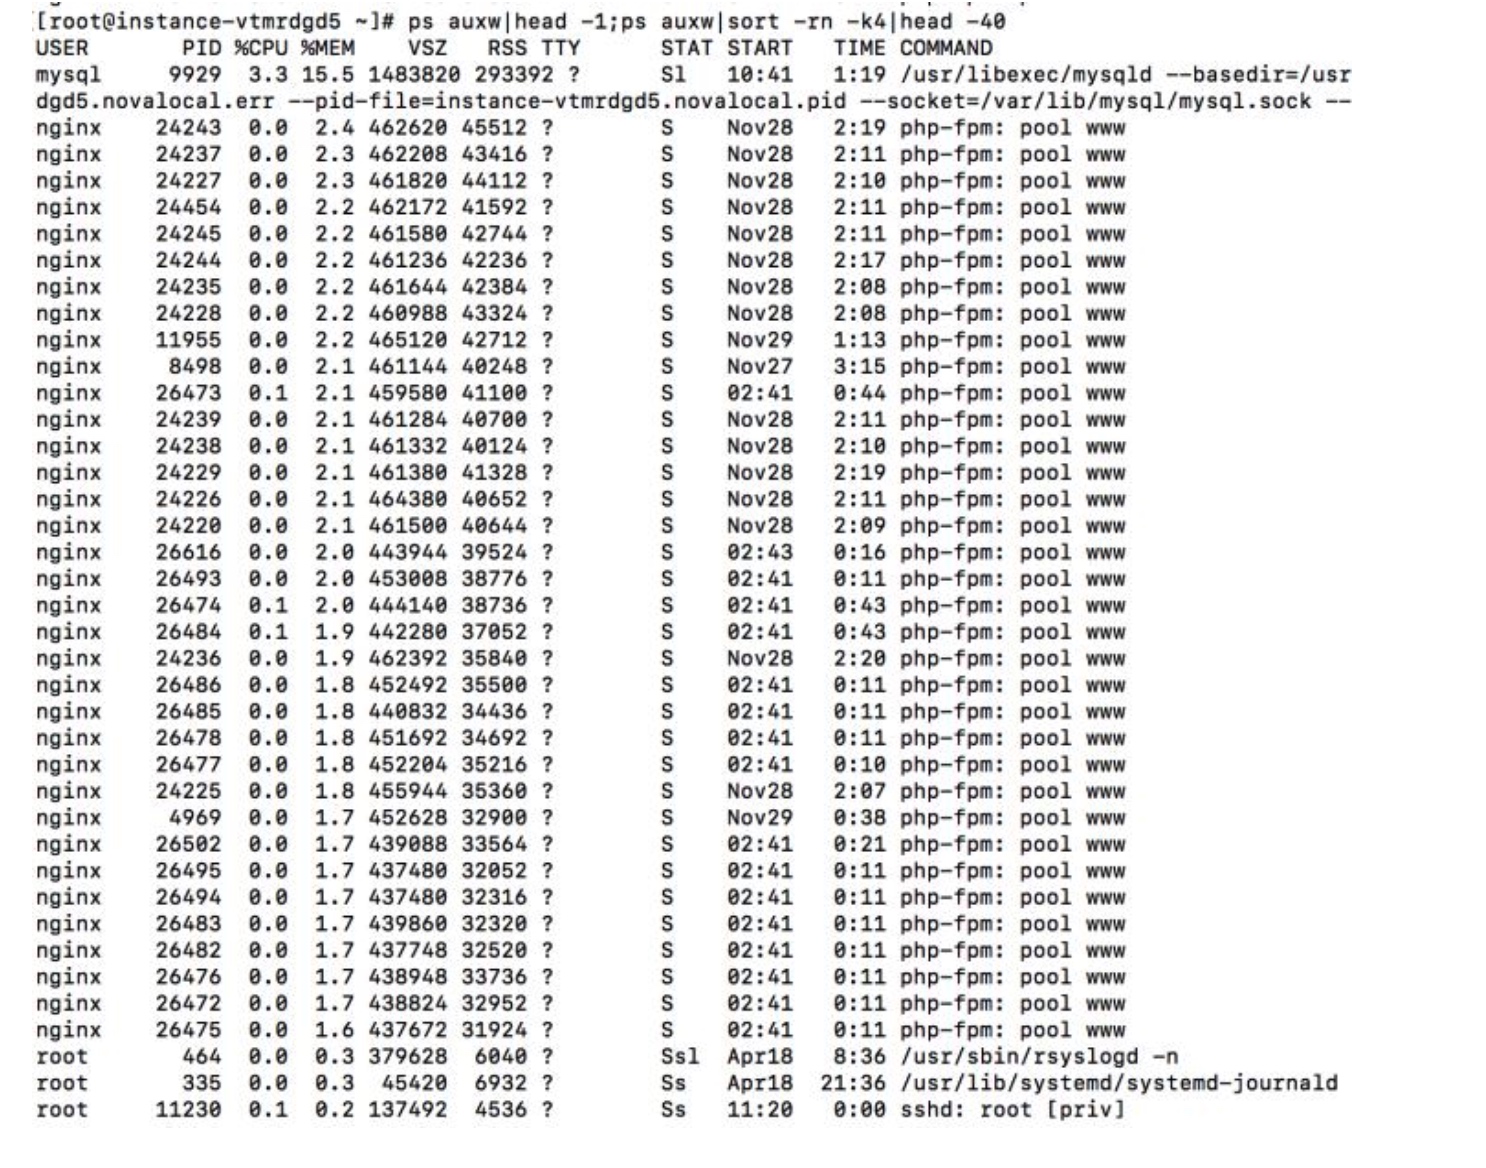 [root@instance-vtmrdgd5 ~]# ps auxw|head -1;ps auxw|sort -rn -k4|head -40
USER       PID %CPU %MEM    VSZ   RSS TTY      STAT START   TIME COMMAND
mysql     9929  3.3 15.5 1483820 293392 ?      Sl   10:41   1:19 /usr/libexec/mysqld --basedir=/usr
dgd5.novalocal.err --pid-file=instance-vtmrdgd5.novalocal.pid --socket=/var/lib/mysql/mysql.sock --
nginx    24243  0.0  2.4 462620 45512 ?        S    Nov28   2:19 php-fpm: pool www
nginx    24237  0.0  2.3 462208 43416 ?        S    Nov28   2:11 php-fpm: pool www
nginx    24227  0.0  2.3 461820 44112 ?        S    Nov28   2:10 php-fpm: pool www
nginx    24454  0.0  2.2 462172 41592 ?        S    Nov28   2:11 php-fpm: pool www
nginx    24245  0.0  2.2 461580 42744 ?        S    Nov28   2:11 php-fpm: pool www
nginx    24244  0.0  2.2 461236 42236 ?        S    Nov28   2:17 php-fpm: pool www
nginx    24235  0.0  2.2 461644 42384 ?        S    Nov28   2:08 php-fpm: pool www
nginx    24228  0.0  2.2 460988 43324 ?        S    Nov28   2:08 php-fpm: pool www
nginx    11955  0.0  2.2 465120 42712 ?        S    Nov29   1:13 php-fpm: pool www
nginx     8498  0.0  2.1 461144 40248 ?        S    Nov27   3:15 php-fpm: pool www
nginx    26473  0.1  2.1 459580 41100 ?        S    02:41   0:44 php-fpm: pool www
nginx    24239  0.0  2.1 461284 40700 ?        S    Nov28   2:11 php-fpm: pool www
nginx    24238  0.0  2.1 461332 40124 ?        S    Nov28   2:10 php-fpm: pool www
nginx    24229  0.0  2.1 461380 41328 ?        S    Nov28   2:19 php-fpm: pool www
nginx    24226  0.0  2.1 464380 40652 ?        S    Nov28   2:11 php-fpm: pool www
nginx    24220  0.0  2.1 461500 40644 ?        S    Nov28   2:09 php-fpm: pool www
nginx    26616  0.0  2.0 443944 39524 ?        S    02:43   0:16 php-fpm: pool www
nginx    26493  0.0  2.0 453008 38776 ?        S    02:41   0:11 php-fpm: pool www
nginx    26474  0.1  2.0 444140 38736 ?        S    02:41   0:43 php-fpm: pool www
nginx    26484  0.1  1.9 442280 37052 ?        S    02:41   0:43 php-fpm: pool www
nginx    24236  0.0  1.9 462392 35840 ?        S    Nov28   2:20 php-fpm: pool www
nginx    26486  0.0  1.8 452492 35500 ?        S    02:41   0:11 php-fpm: pool www
nginx    26485  0.0  1.8 440832 34436 ?        S    02:41   0:11 php-fpm: pool www
nginx    26478  0.0  1.8 451692 34692 ?        S    02:41   0:11 php-fpm: pool www
nginx    26477  0.0  1.8 452204 35216 ?        S    02:41   0:10 php-fpm: pool www
nginx    24225  0.0  1.8 455944 35360 ?        S    Nov28   2:07 php-fpm: pool www
nginx     4969  0.0  1.7 452628 32900 ?        S    Nov29   0:38 php-fpm: pool www
nginx    26502  0.0  1.7 439088 33564 ?        S    02:41   0:21 php-fpm: pool www
nginx    26495  0.0  1.7 437480 32052 ?        S    02:41   0:11 php-fpm: pool www
nginx    26494  0.0  1.7 437480 32316 ?        S    02:41   0:11 php-fpm: pool www
nginx    26483  0.0  1.7 439860 32320 ?        S    02:41   0:11 php-fpm: pool www
nginx    26482  0.0  1.7 437748 32520 ?        S    02:41   0:11 php-fpm: pool www
nginx    26476  0.0  1.7 438948 33736 ?        S    02:41   0:11 php-fpm: pool www
nginx    26472  0.0  1.7 438824 32952 ?        S    02:41   0:11 php-fpm: pool www
nginx    26475  0.0  1.6 437672 31924 ?        S    02:41   0:11 php-fpm: pool www
root       464  0.0  0.3 379628  6040 ?        Ssl  Apr18   8:36 /usr/sbin/rsyslogd -n
root       335  0.0  0.3  45420  6932 ?        Ss   Apr18  21:36 /usr/lib/systemd/systemd-journald
root     11230  0.1  0.2 137492  4536 ?        Ss   11:20   0:00 sshd: root [priv]